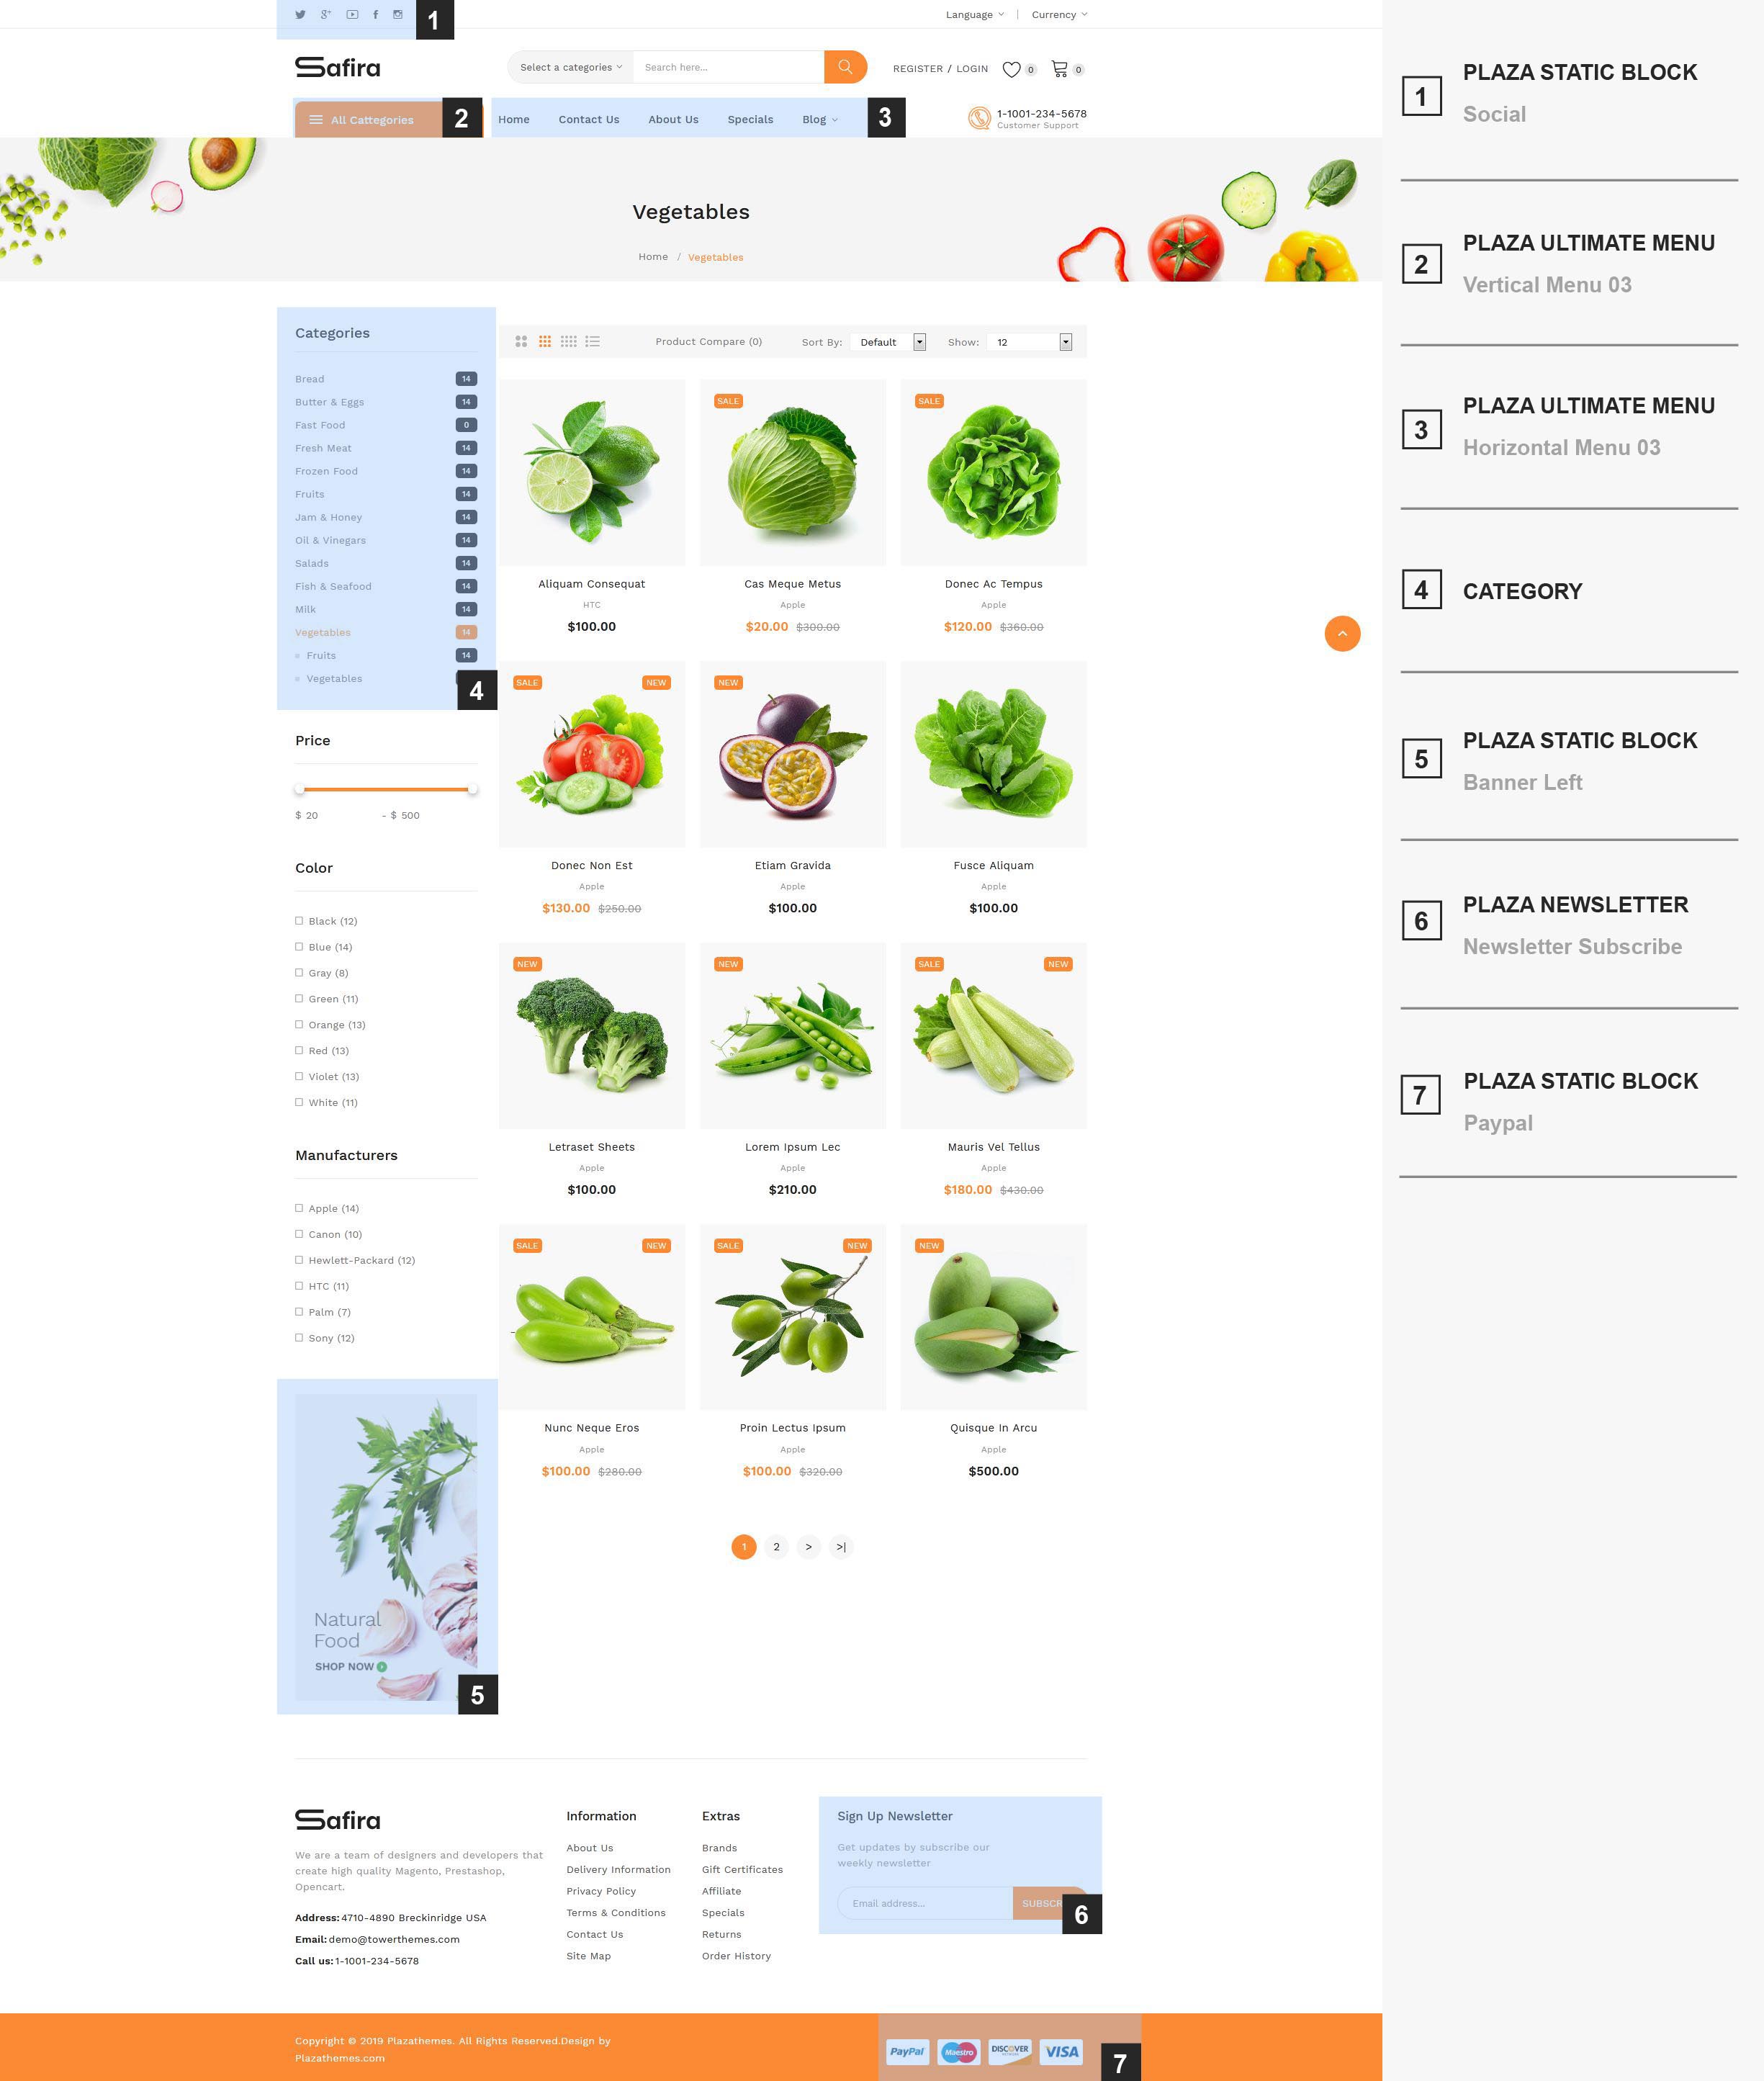 1
Language
Currency
Safira
Select a categories
Search here...
REGISTER / LOGIN
0
0
All Cattegories
2
Home
Contact Us
About Us
Specials
Blog
3
1-1001-234-5678
Customer Support
Vegetables
Home / Vegetables
Categories
Bread 14
Butter & Eggs 14
Fast Food 0
Fresh Meat 14
Frozen Food 14
Fruits 14
Jam & Honey 14
Oil & Vinegars 14
Salads 14
Fish & Seafood 14
Milk 14
Vegetables 14
Fruits 14
Vegetables
4
Price
$ 20 - $ 500
Color
Black (12)
Blue (14)
Gray (8)
Green (11)
Orange (13)
Red (13)
Violet (13)
White (11)
Manufacturers
Apple (14)
Canon (10)
Hewlett-Packard (12)
HTC (11)
Palm (7)
Sony (12)
Natural
Food
SHOP NOW
5
Product Compare (0)
Sort By: Default
Show: 12
Aliquam Consequat
HTC
$100.00
SALE
Cas Meque Metus
Apple
$20.00 $300.00
SALE
Donec Ac Tempus
Apple
$120.00 $360.00
SALE NEW
Donec Non Est
Apple
$130.00 $250.00
NEW
Etiam Gravida
Apple
$100.00
Fusce Aliquam
Apple
$100.00
NEW
Letraset Sheets
Apple
$100.00
NEW
Lorem Ipsum Lec
Apple
$210.00
SALE NEW
Mauris Vel Tellus
Apple
$180.00 $430.00
SALE NEW
Nunc Neque Eros
Apple
$100.00 $280.00
SALE NEW
Proin Lectus Ipsum
Apple
$100.00 $320.00
NEW
Quisque In Arcu
Apple
$500.00
1 2 > >|
Safira
We are a team of designers and developers that
create high quality Magento, Prestashop,
Opencart.
Address: 4710-4890 Breckinridge USA
Email: demo@towerthemes.com
Call us: 1-1001-234-5678
Information
About Us
Delivery Information
Privacy Policy
Terms & Conditions
Contact Us
Site Map
Extras
Brands
Gift Certificates
Affiliate
Specials
Returns
Order History
Sign Up Newsletter
Get updates by subscribe our
weekly newsletter
Email address...
SUBSCR
6
Copyright © 2019 Plazathemes. All Rights Reserved.Design by
Plazathemes.com
PayPal
Maestro
DISCOVER
VISA
7
1
PLAZA STATIC BLOCK
Social
2
PLAZA ULTIMATE MENU
Vertical Menu 03
3
PLAZA ULTIMATE MENU
Horizontal Menu 03
4
CATEGORY
5
PLAZA STATIC BLOCK
Banner Left
6
PLAZA NEWSLETTER
Newsletter Subscribe
7
PLAZA STATIC BLOCK
Paypal